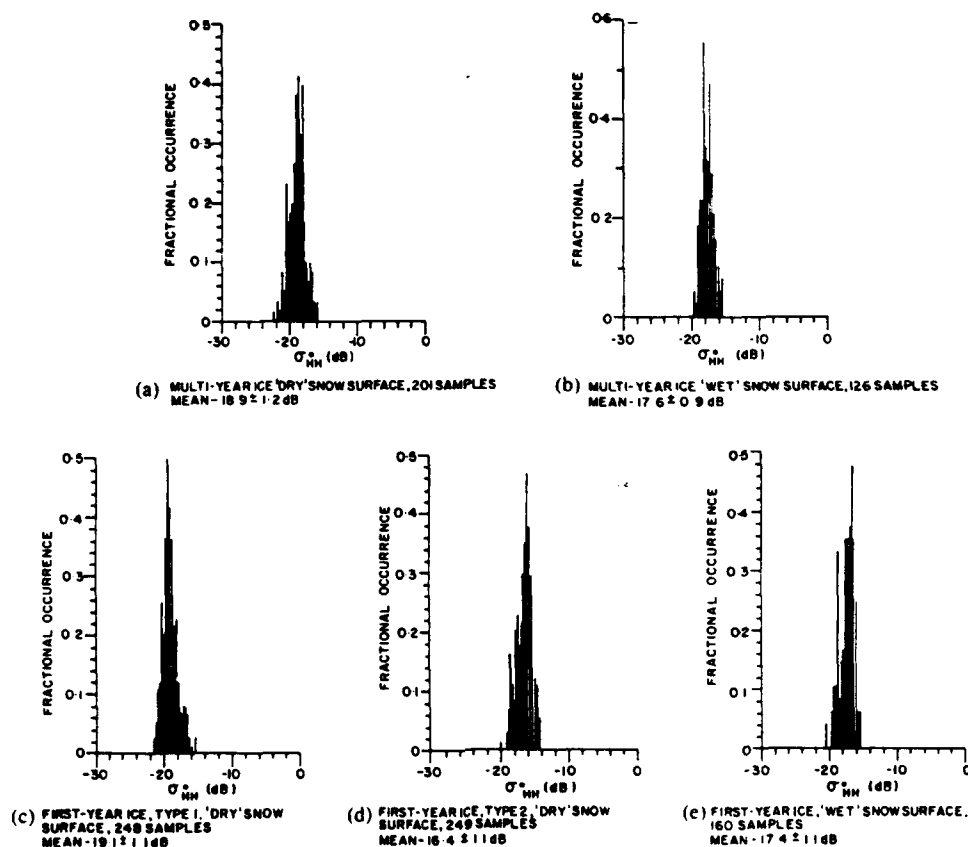 0·5
0·4
0·3
0·2
0·1
0
FRACTIONAL OCCURRENCE
-30 -20 -10 0
σ°HH (dB)
(a) MULTI-YEAR ICE 'DRY' SNOW SURFACE, 201 SAMPLES
MEAN-18 9 ± 1·2 dB
0·6
0·4
0·2
0
FRACTIONAL OCCURRENCE
-30 -20 -10 0
σ°HH (dB)
(b) MULTI-YEAR ICE 'WET' SNOW SURFACE, 126 SAMPLES
MEAN-17 6 ± 0 9 dB
0·5
0·4
0·3
0·2
0·1
0
FRACTIONAL OCCURRENCE
-30 -20 -10 0
σ°HH (dB)
(c) FIRST-YEAR ICE, TYPE 1, 'DRY' SNOW
SURFACE, 248 SAMPLES
MEAN-19·1 ± 1·1 dB
0·5
0·4
0·3
0·2
0·1
0
FRACTIONAL OCCURRENCE
-30 -20 -10 0
σ°HH (dB)
(d) FIRST-YEAR ICE, TYPE 2, 'DRY' SNOW
SURFACE, 249 SAMPLES
MEAN-16·4 ± 1 1 dB
0·5
0·4
0·3
0·2
0·1
0
FRACTIONAL OCCURRENCE
-30 -20 -10 0
σ°HH (dB)
(e) FIRST-YEAR ICE, 'WET' SNOW SURFACE,
160 SAMPLES
MEAN-17·4 ± 1 1 dB